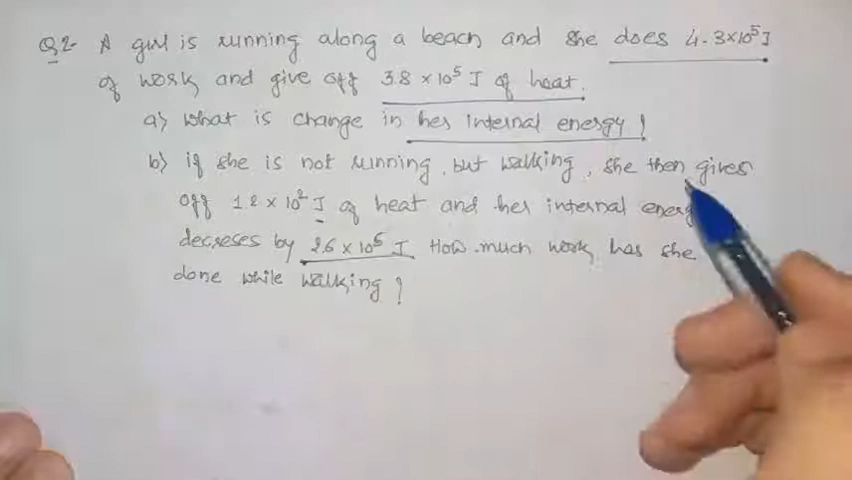 Q2- A girl is running along a beach and she does 4.3×10⁵J
of work and give off 3.8 × 10⁵ J of heat.
a) what is change in her internal energy?
b) if she is not running, but walking, she then gives
off 1.2 × 10² J of heat and her internal
decreses by 2.6 × 10⁵ J How much work has she
done while walking?